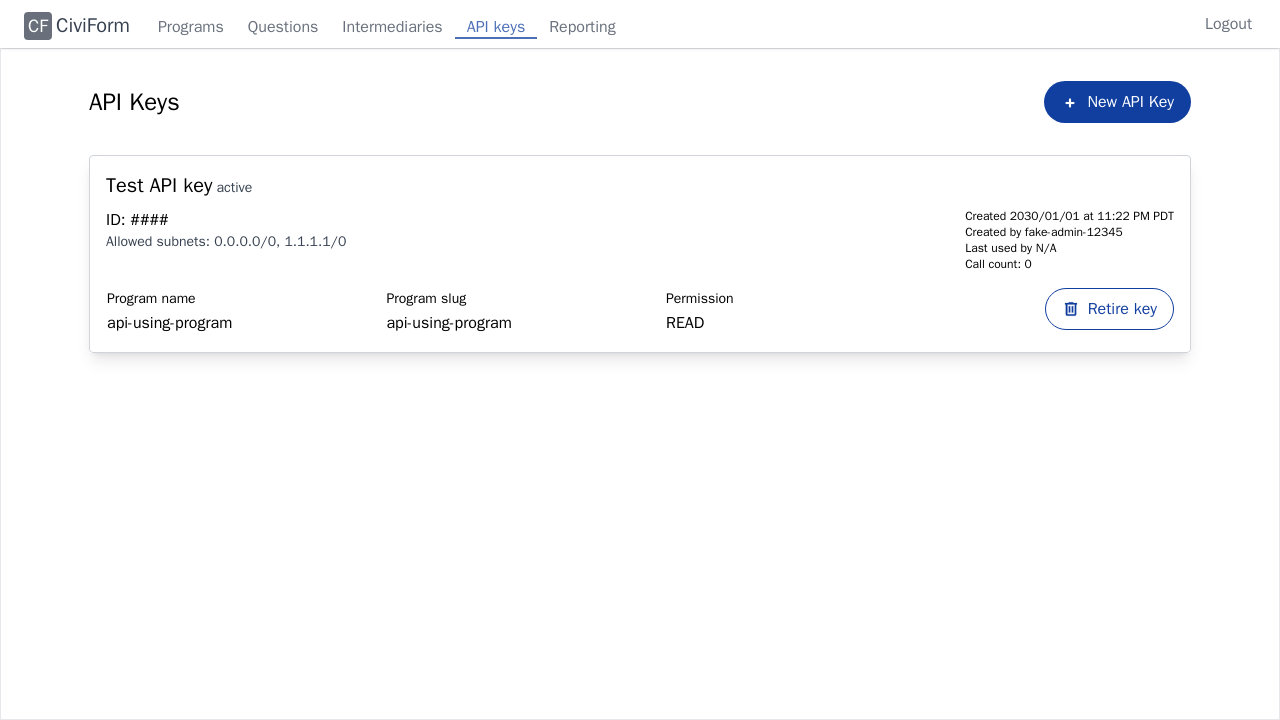 CF CiviForm Programs Questions Intermediaries API keys Reporting Logout
API Keys
+ New API Key
Test API key active
ID: ####
Allowed subnets: 0.0.0.0/0, 1.1.1.1/0
Created 2030/01/01 at 11:22 PM PDT
Created by fake-admin-12345
Last used by N/A
Call count: 0
Program name Program slug Permission
api-using-program api-using-program READ
Retire key